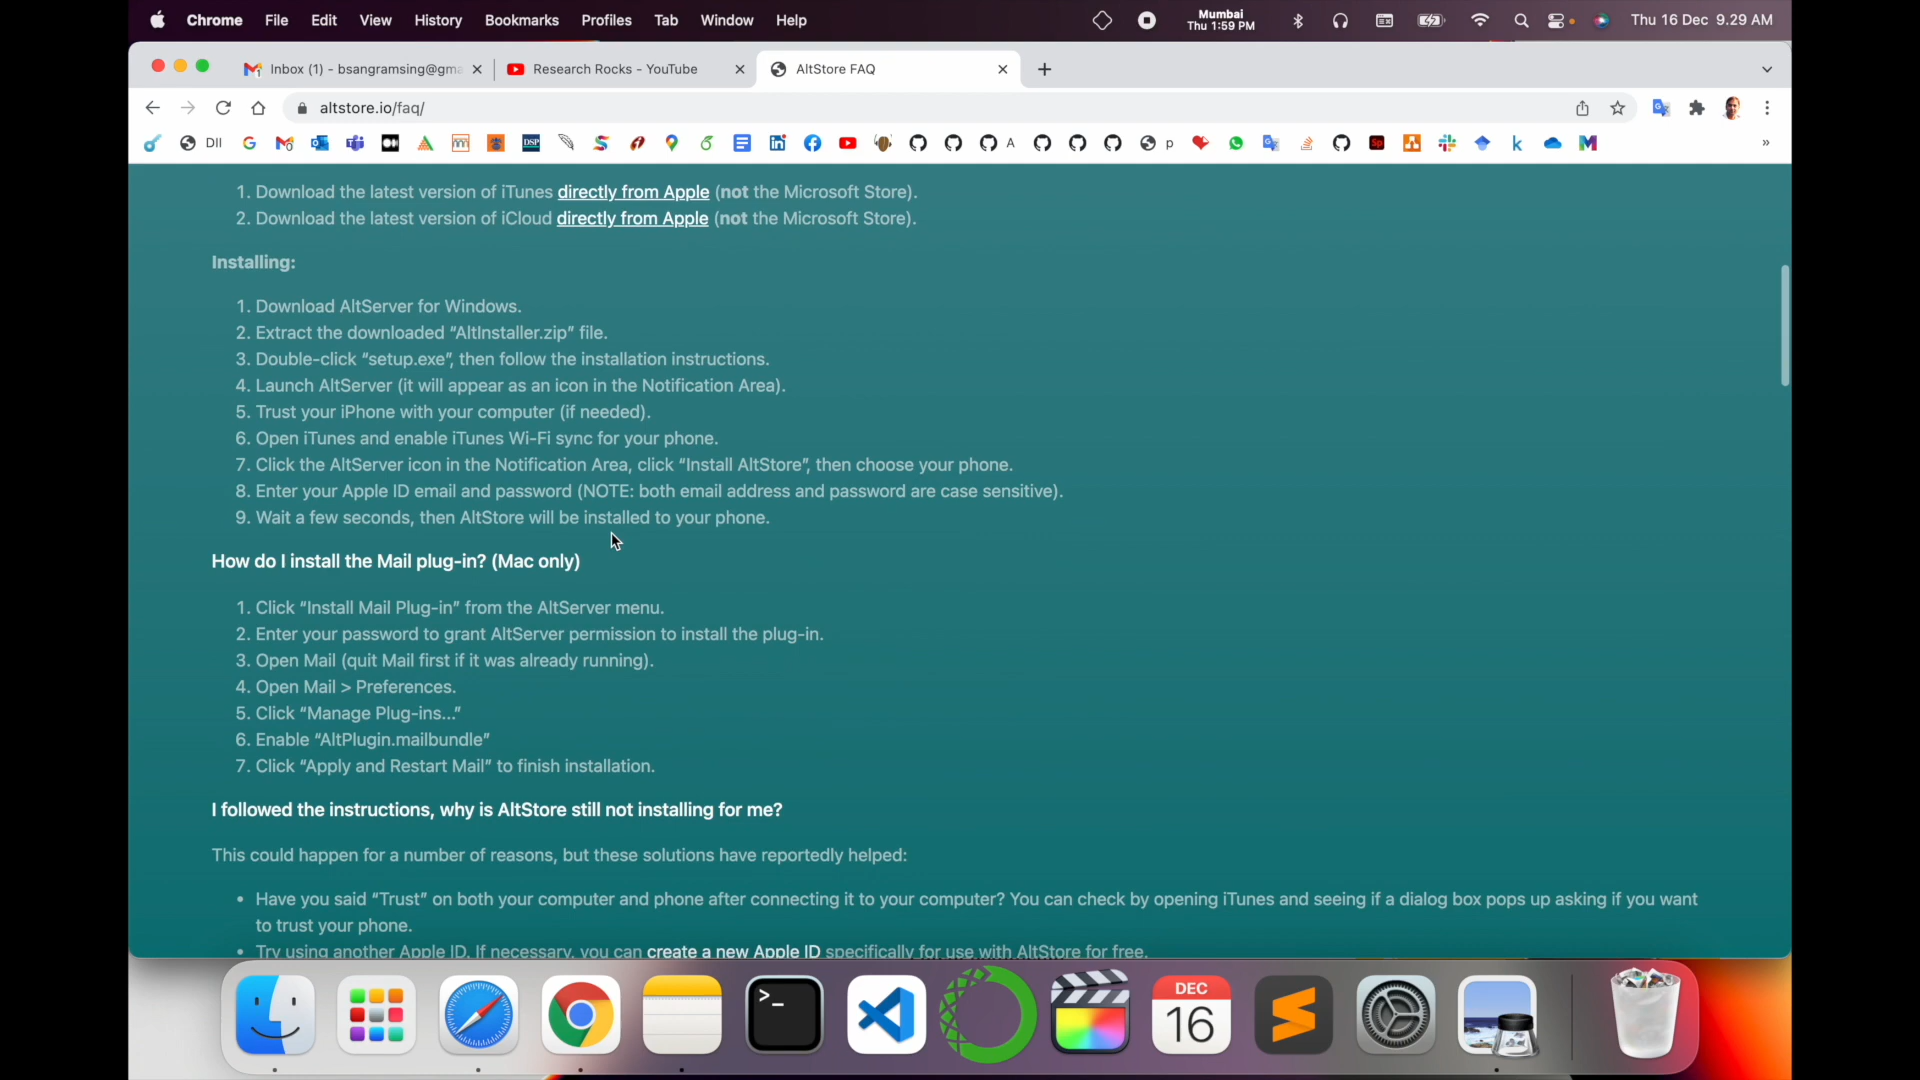 Chrome File Edit View History Bookmarks Profiles Tab Window Help
Mumbai
Thu 1:59 PM
Thu 16 Dec 9.29 AM
Inbox (1) - bsangramsing@gma
Research Rocks - YouTube
AltStore FAQ
altstore.io/faq/
DII
DSP
A
p
Sp
k
M
»
1. Download the latest version of iTunes directly from Apple (not the Microsoft Store).
2. Download the latest version of iCloud directly from Apple (not the Microsoft Store).
Installing:
1. Download AltServer for Windows.
2. Extract the downloaded “AltInstaller.zip” file.
3. Double-click “setup.exe”, then follow the installation instructions.
4. Launch AltServer (it will appear as an icon in the Notification Area).
5. Trust your iPhone with your computer (if needed).
6. Open iTunes and enable iTunes Wi-Fi sync for your phone.
7. Click the AltServer icon in the Notification Area, click “Install AltStore”, then choose your phone.
8. Enter your Apple ID email and password (NOTE: both email address and password are case sensitive).
9. Wait a few seconds, then AltStore will be installed to your phone.
How do I install the Mail plug-in? (Mac only)
1. Click “Install Mail Plug-in” from the AltServer menu.
2. Enter your password to grant AltServer permission to install the plug-in.
3. Open Mail (quit Mail first if it was already running).
4. Open Mail > Preferences.
5. Click “Manage Plug-ins...”
6. Enable “AltPlugin.mailbundle”
7. Click “Apply and Restart Mail” to finish installation.
I followed the instructions, why is AltStore still not installing for me?
This could happen for a number of reasons, but these solutions have reportedly helped:
• Have you said “Trust” on both your computer and phone after connecting it to your computer? You can check by opening iTunes and seeing if a dialog box pops up asking if you want
to trust your phone.
• Try using another Apple ID. If necessary, you can create a new Apple ID specifically for use with AltStore for free.
DEC
16